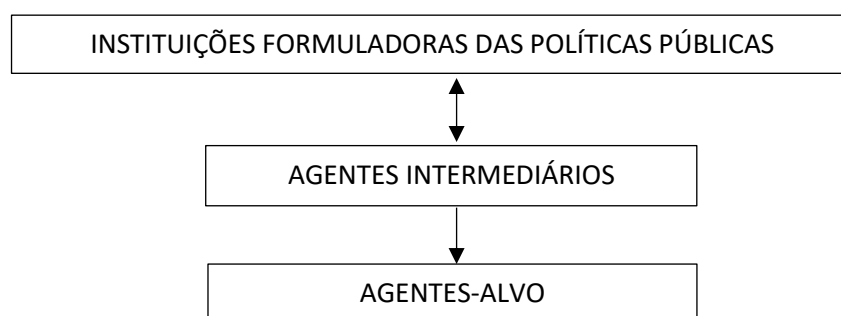 INSTITUIÇÕES FORMULADORAS DAS POLÍTICAS PÚBLICAS
AGENTES INTERMEDIÁRIOS
AGENTES-ALVO